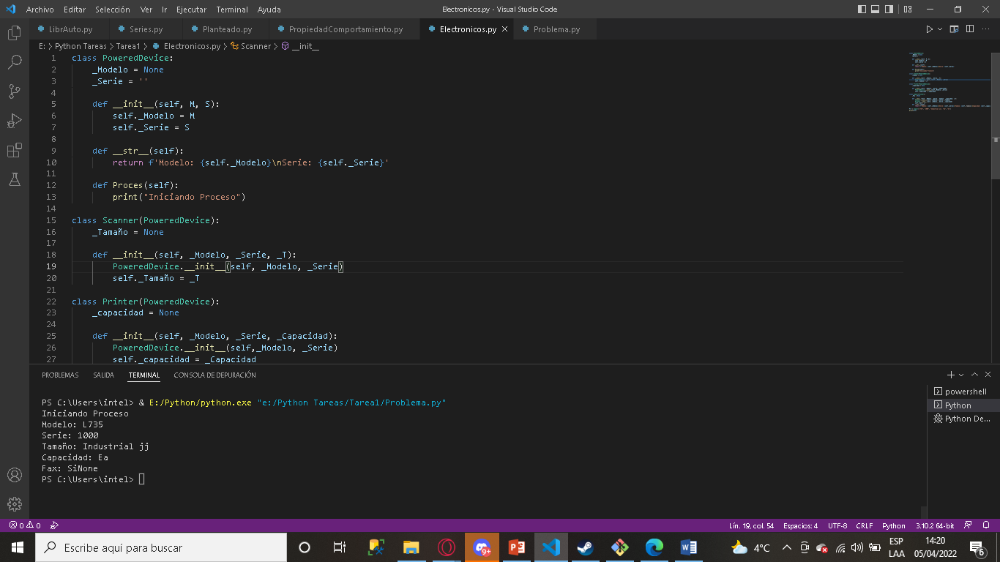 Archivo Editar Selección Ver Ir Ejecutar Terminal Ayuda
Electronicos.py - Visual Studio Code
LibrAuto.py Series.py Planteado.py PropiedadComportamiento.py Electronicos.py Problema.py
E: > Python Tareas > Tarea1 > Electronicos.py > Scanner > __init__
1 class PoweredDevice:
2 _Modelo = None
3 _Serie = ''
4
5 def __init__(self, M, S):
6 self._Modelo = M
7 self._Serie = S
8
9 def __str__(self):
10 return f'Modelo: {self._Modelo}\nSerie: {self._Serie}'
11
12 def Proces(self):
13 print("Iniciando Proceso")
14
15 class Scanner(PoweredDevice):
16 _Tamaño = None
17
18 def __init__(self, _Modelo, _Serie, _T):
19 PoweredDevice.__init__(self, _Modelo, _Serie)
20 self._Tamaño = _T
21
22 class Printer(PoweredDevice):
23 _capacidad = None
24
25 def __init__(self, _Modelo, _Serie, _Capacidad):
26 PoweredDevice.__init__(self,_Modelo, _Serie)
27 self._capacidad = _Capacidad
PROBLEMAS SALIDA TERMINAL CONSOLA DE DEPURACIÓN
PS C:\Users\intel> & E:/Python/python.exe "e:/Python Tareas/Tarea1/Problema.py"
Iniciando Proceso
Modelo: L735
Serie: 1000
Tamaño: Industrial jj
Capacidad: Ea
Fax: SiNone
PS C:\Users\intel>
powershell
Python
Python De...
0 0
Lín. 19, col. 54 Espacios: 4 UTF-8 CRLF Python 3.10.2 64-bit
Escribe aquí para buscar
4°C
ESP
LAA
14:20
05/04/2022
6